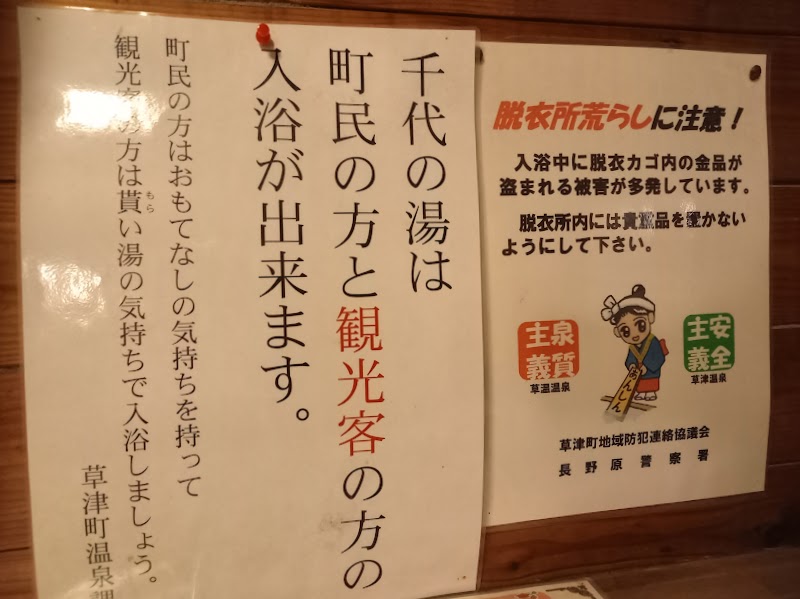 千代の湯は
町民の方と観光客の方の
入浴が出来ます。
町民の方はおもてなしの気持ちを持って
観光客の方は貰い湯の気持ちで入浴しましょう。
もら
草津町温泉課
脱衣所荒らしに注意！
入浴中に脱衣カゴ内の金品が
盗まれる被害が多発しています。
脱衣所内には貴重品を置かない
ようにして下さい。
泉質
主義
草温温泉
あんしん
安全
主義
草津温泉
草津町地域防犯連絡協議会
長野原警察署